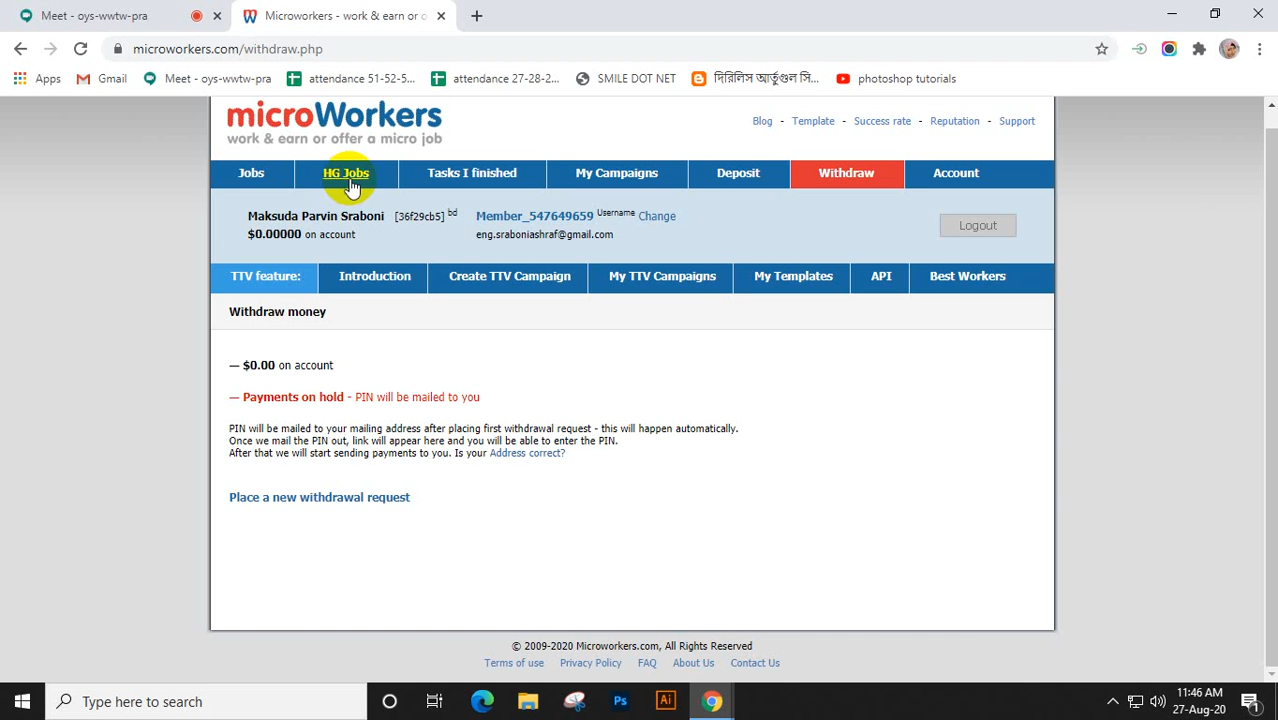 Meet - oys-wwtw-pra
Microworkers - work & earn or o
microworkers.com/withdraw.php
Apps Gmail Meet - oys-wwtw-pra attendance 51-52-5... attendance 27-28-2... SMILE DOT NET দিরিলিস আর্তুগুল সি... photoshop tutorials
microWorkers
work & earn or offer a micro job
Blog - Template - Success rate - Reputation - Support
Jobs HG Jobs Tasks I finished My Campaigns Deposit Withdraw Account
Maksuda Parvin Sraboni [36f29cb5] bd Member_547649659 Username Change
$0.00000 on account eng.sraboniashraf@gmail.com
Logout
TTV feature: Introduction Create TTV Campaign My TTV Campaigns My Templates API Best Workers
Withdraw money
— $0.00 on account
— Payments on hold - PIN will be mailed to you
PIN will be mailed to your mailing address after placing first withdrawal request - this will happen automatically.
Once we mail the PIN out, link will appear here and you will be able to enter the PIN.
After that we will start sending payments to you. Is your Address correct?
Place a new withdrawal request
© 2009-2020 Microworkers.com, All Rights Reserved
Terms of use Privacy Policy FAQ About Us Contact Us
Type here to search
Ps Ai
11:46 AM
27-Aug-20
1